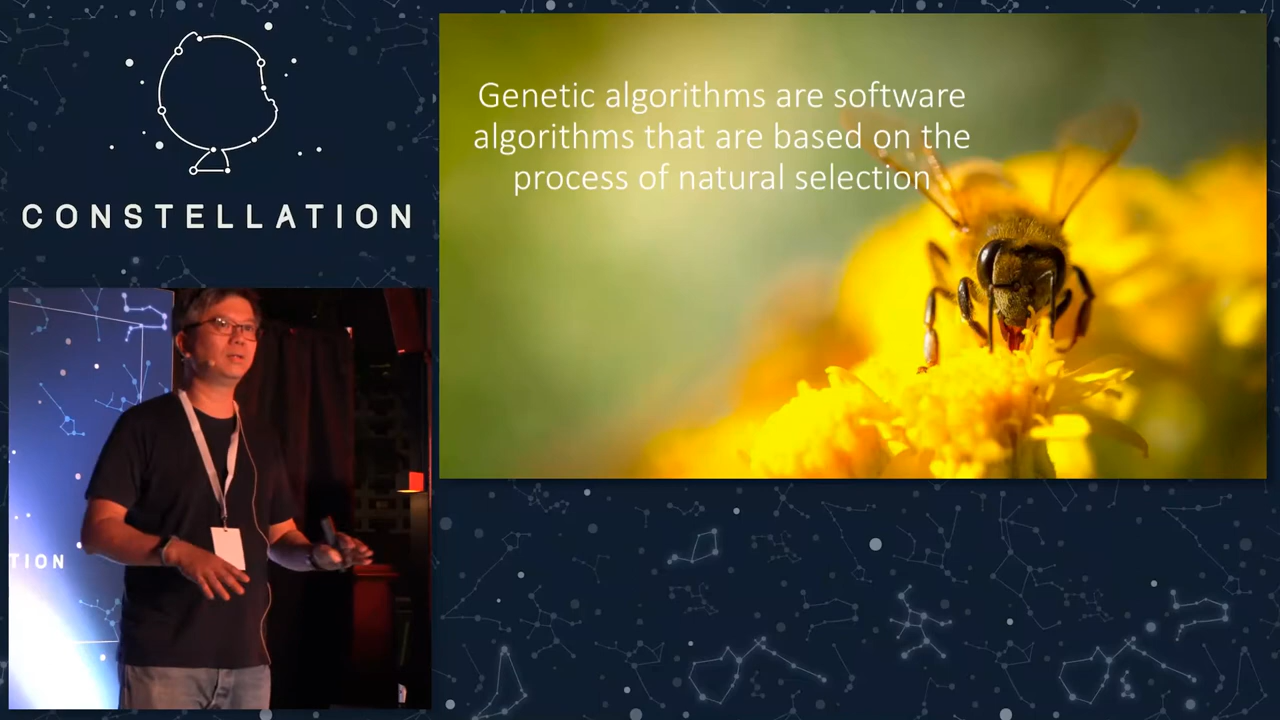 CONSTELLATION
Genetic algorithms are software
algorithms that are based on the
process of natural selection
TION